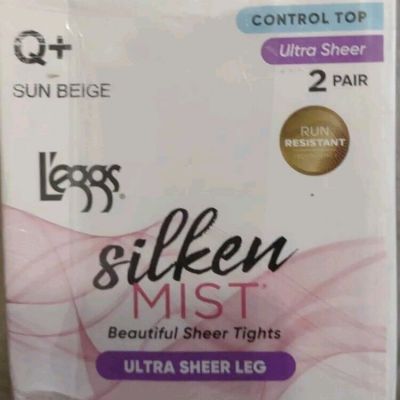 Q+
SUN BEIGE
CONTROL TOP
Ultra Sheer
2 PAIR
RUN
RESISTANT
L'eggs®
silken
MIST®
Beautiful Sheer Tights
ULTRA SHEER LEG